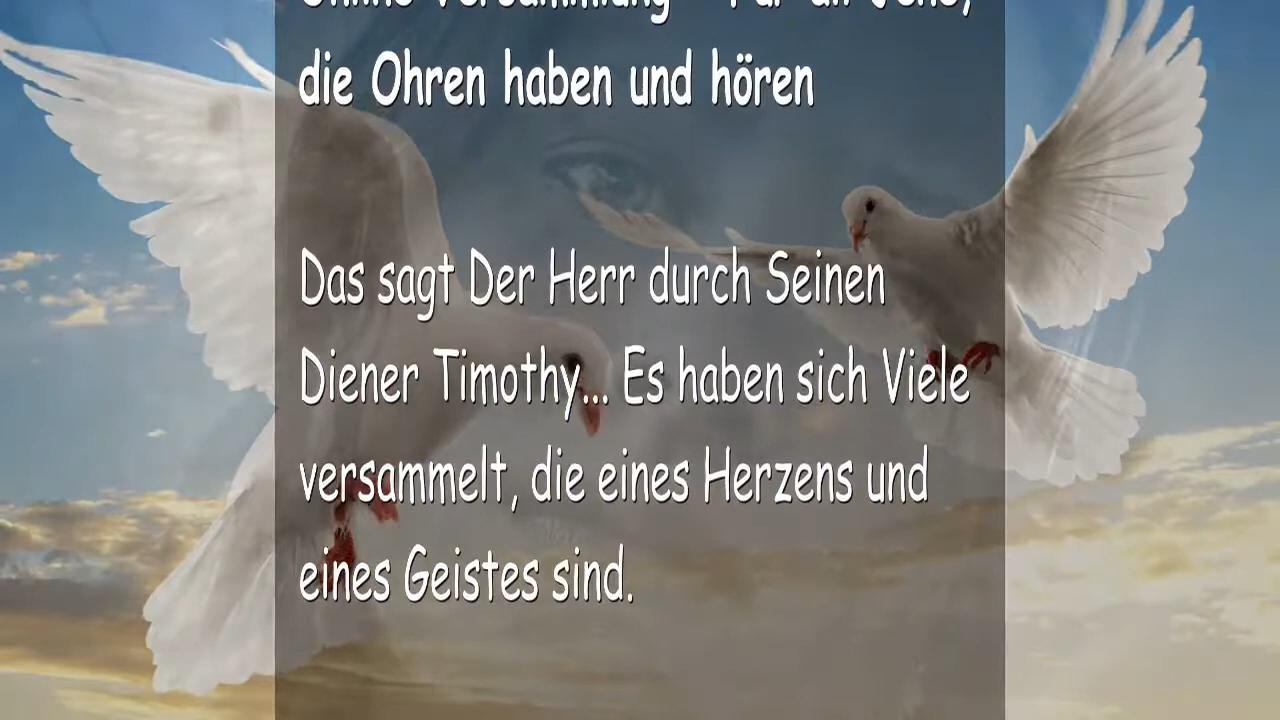 die Ohren haben und hören
Das sagt Der Herr durch Seinen
Diener Timothy... Es haben sich Viele
versammelt, die eines Herzens und
eines Geistes sind.